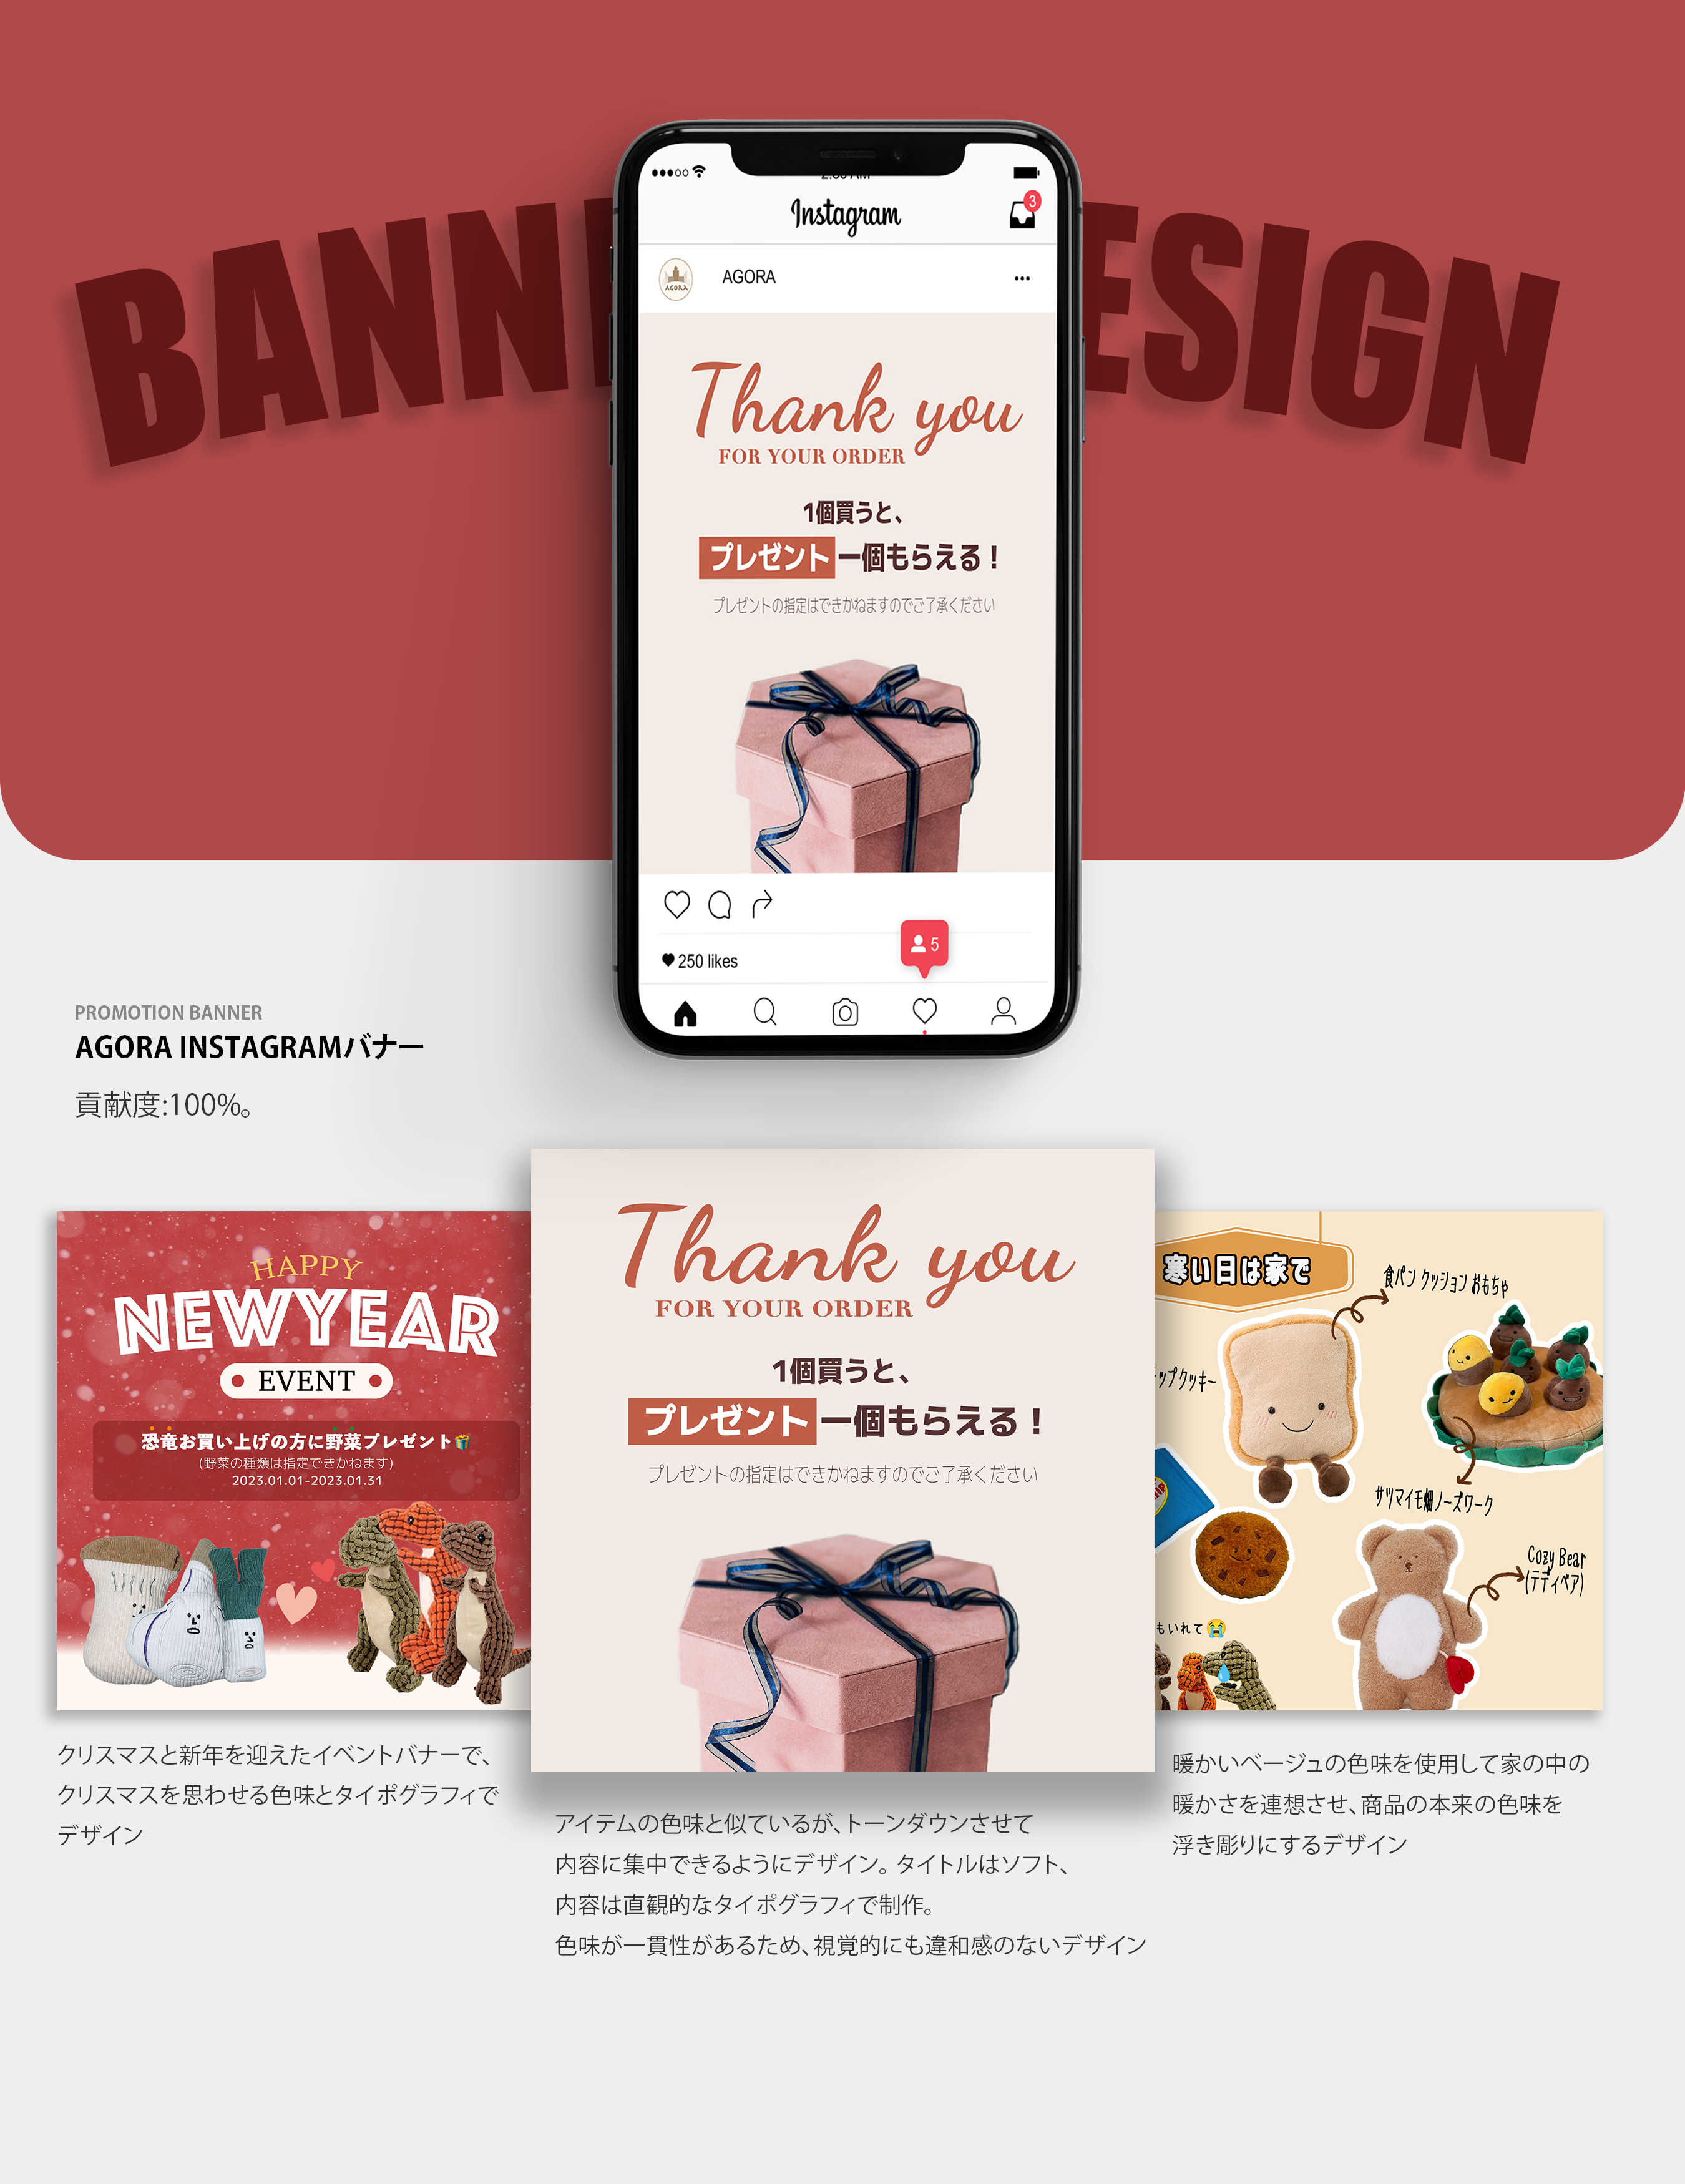 BANNE ESIGN
Instagram
3
AGORA
AGORA
Thank you
FOR YOUR ORDER
1個買うと、
プレゼント一個もらえる！
プレゼントの指定はできかねますのでご了承ください
5
250 likes
PROMOTION BANNER
AGORA INSTAGRAMバナー
貢献度:100%。
HAPPY
NEWYEAR
EVENT
恐竜お買い上げの方に野菜プレゼント🎁
(野菜の種類は指定できかねます)
2023.01.01-2023.01.31
クリスマスと新年を迎えたイベントバナーで、
クリスマスを思わせる色味とタイポグラフィで
デザイン
Thank you
FOR YOUR ORDER
1個買うと、
プレゼント一個もらえる！
プレゼントの指定はできかねますのでご了承ください
アイテムの色味と似ているが、トーンダウンさせて
内容に集中できるようにデザイン。タイトルはソフト、
内容は直観的なタイポグラフィで制作。
色味が一貫性があるため、視覚的にも違和感のないデザイン
寒い日は家で
食パン クッション おもちゃ
ップクッキー
サツマイモ畑ノーズワーク
Cozy Bear
(テディベア)
もいれて😭
暖かいベージュの色味を使用して家の中の
暖かさを連想させ、商品の本来の色味を
浮き彫りにするデザイン